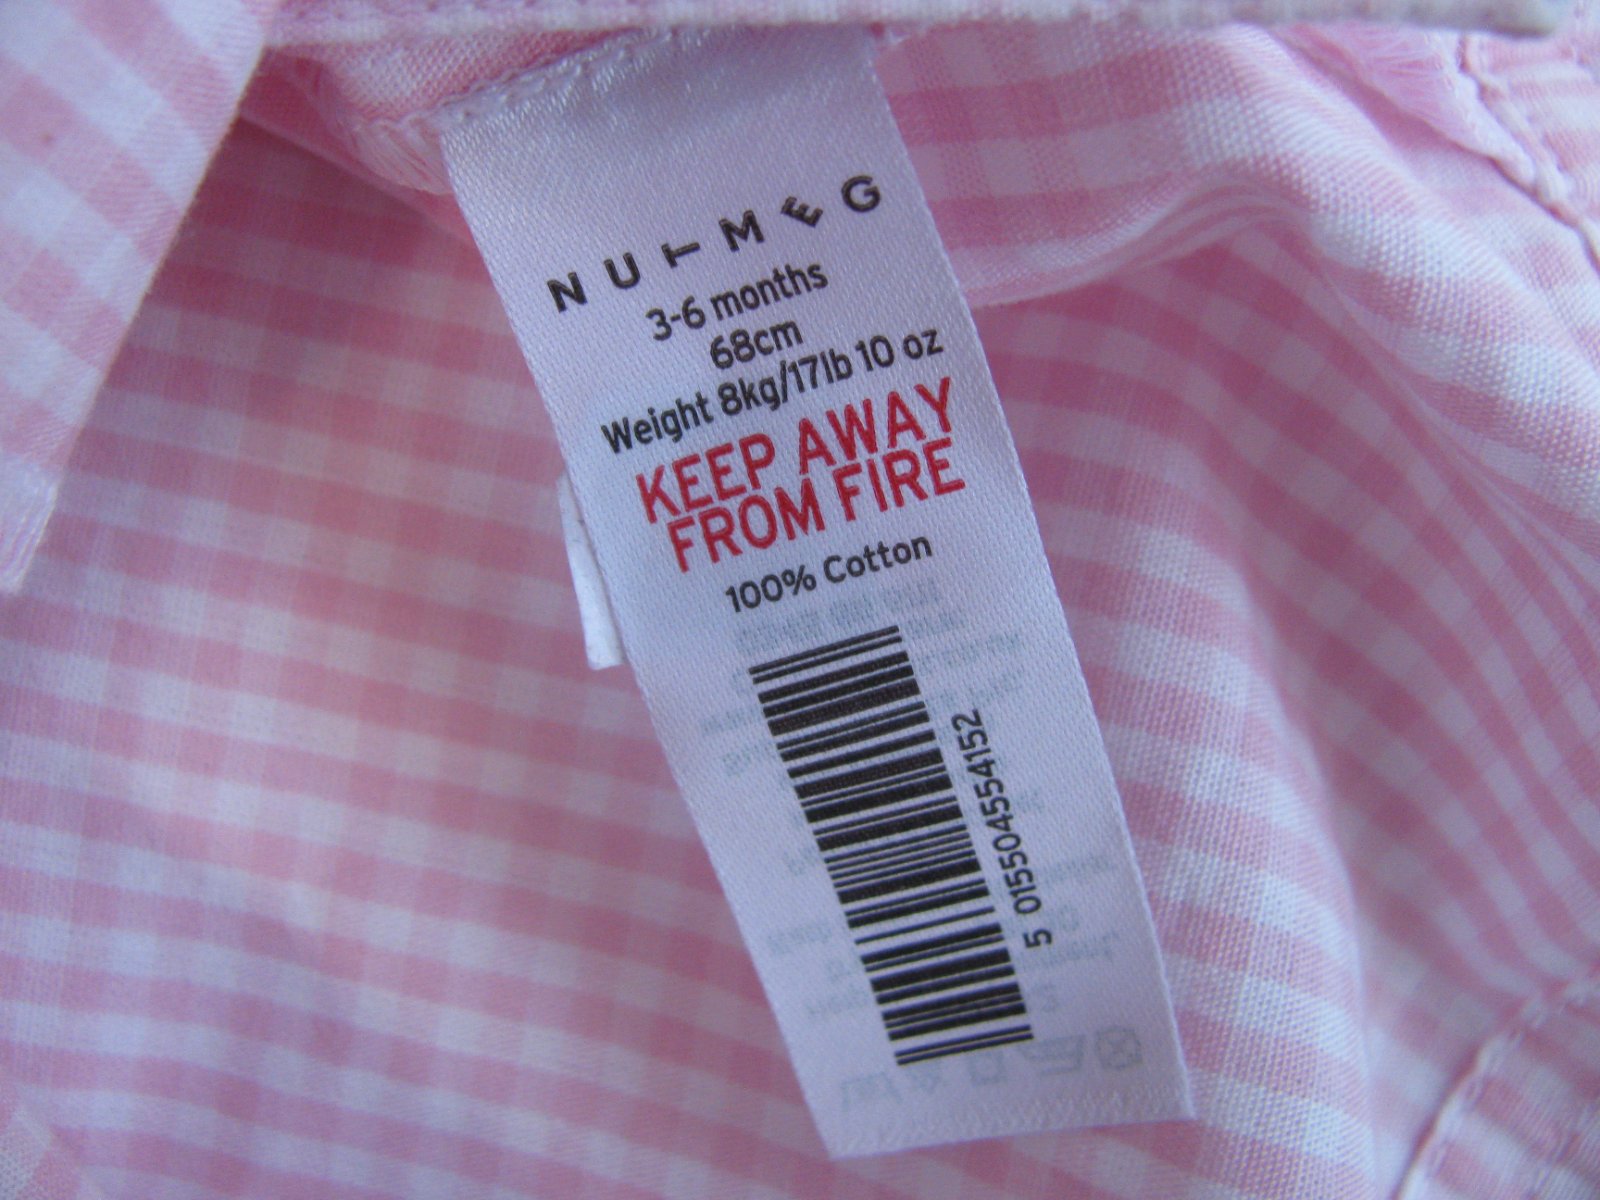 NUTMEG
3-6 months
68cm
Weight 8kg/17lb 10 oz
KEEP AWAY
FROM FIRE
100% Cotton
5 015504554152